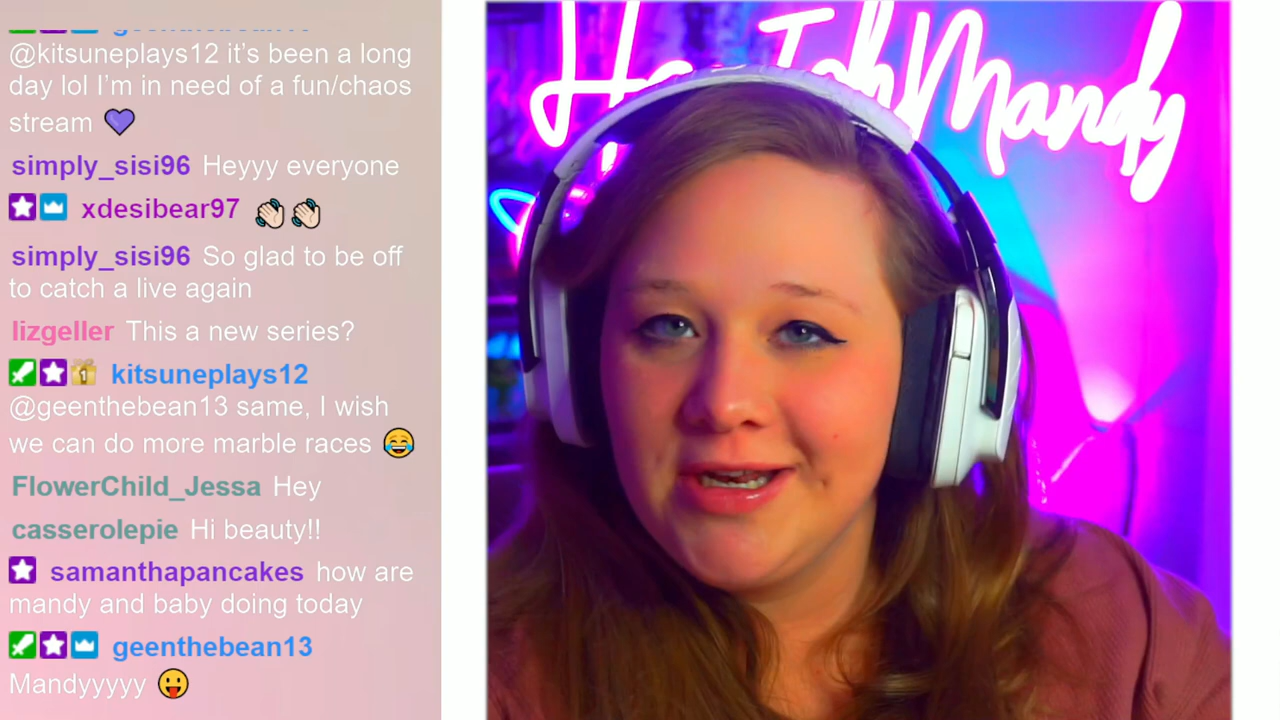 @kitsuneplays12 it’s been a long
day lol I’m in need of a fun/chaos
stream 💜
simply_sisi96 Heyyy everyone
xdesibear97 👏🏻👏🏻
simply_sisi96 So glad to be off
to catch a live again
lizgeller This a new series?
kitsuneplays12
@geenthebean13 same, I wish
we can do more marble races 😂
FlowerChild_Jessa Hey
casserolepie Hi beauty!!
samanthapancakes how are
mandy and baby doing today
geenthebean13
Mandyyyyy 😛
Mandy